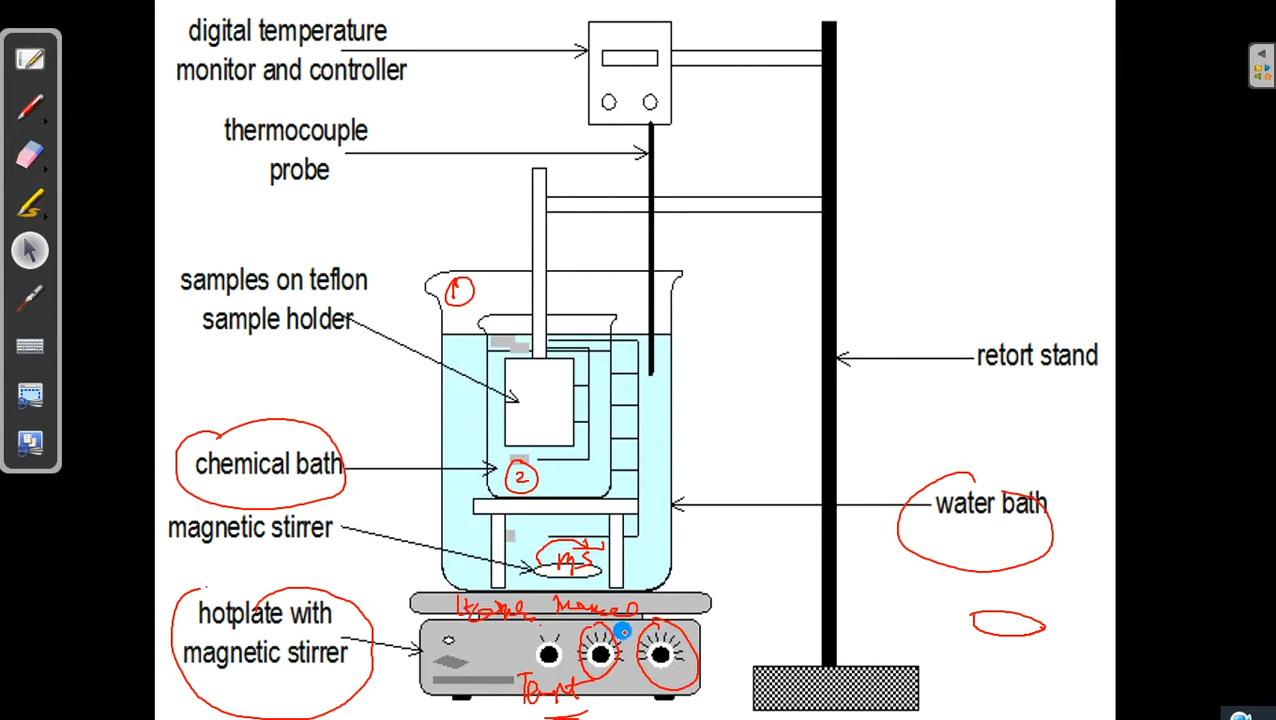 digital temperature
monitor and controller
thermocouple
probe
samples on teflon
sample holder
1
retort stand
chemical bath
2
water bath
magnetic stirrer
ms
hotplate with
magnetic stirrer